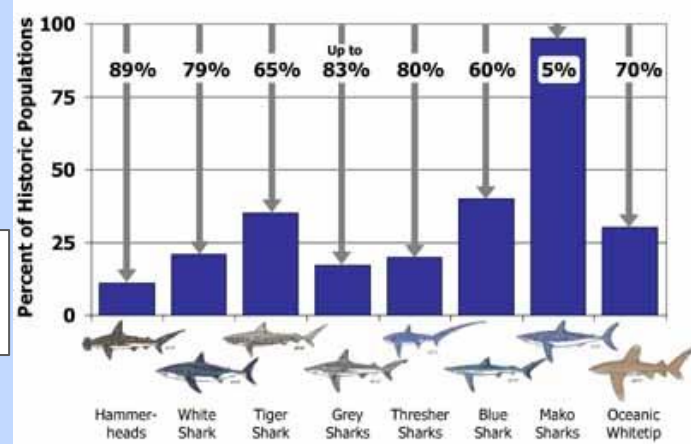 Percent of Historic Populations
100
75
50
25
0
89%
79%
65%
Up to
83%
80%
60%
5%
70%
Hammer-
heads
White
Shark
Tiger
Shark
Grey
Sharks
Thresher
Sharks
Blue
Shark
Mako
Sharks
Oceanic
Whitetip